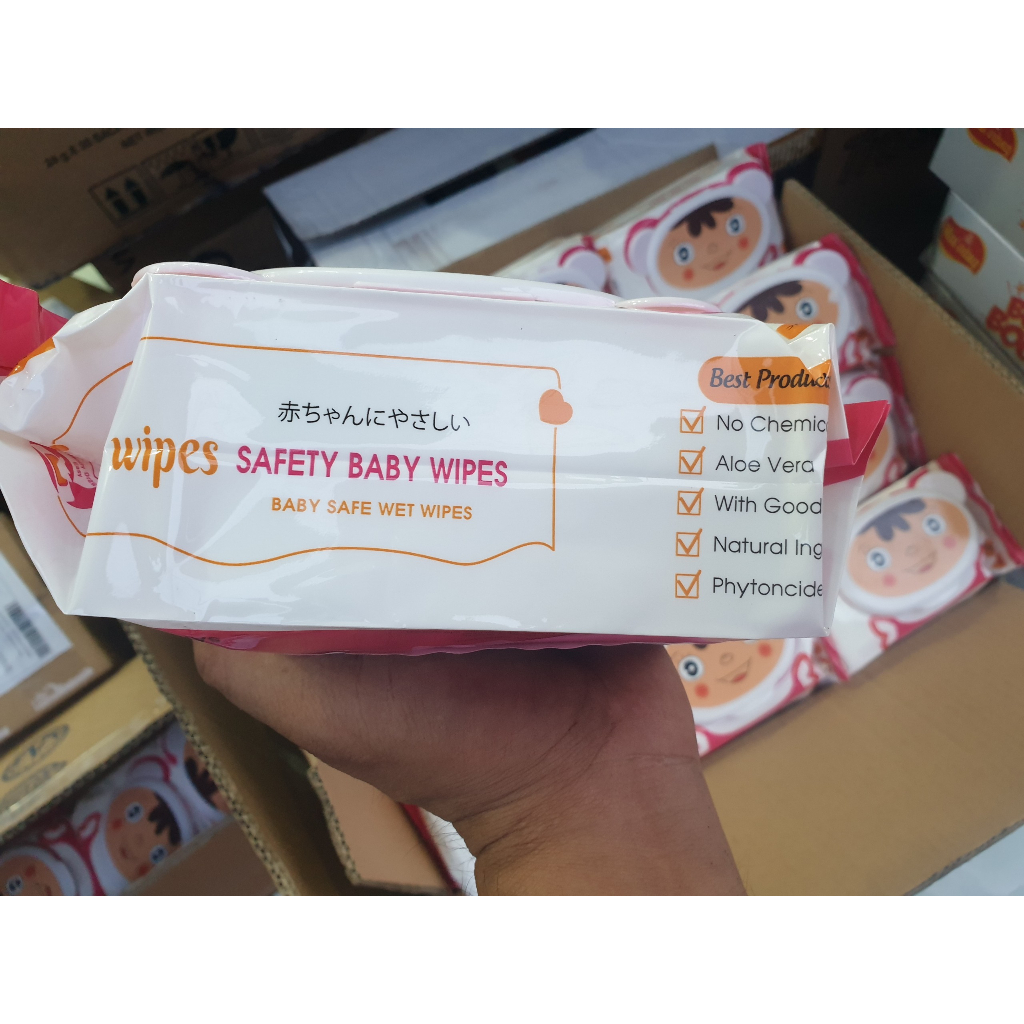 赤ちゃんにやさしい
wipes SAFETY BABY WIPES
BABY SAFE WET WIPES
Best Produc
No Chemic
Aloe Vera
With Good
Natural Ing
Phytoncide